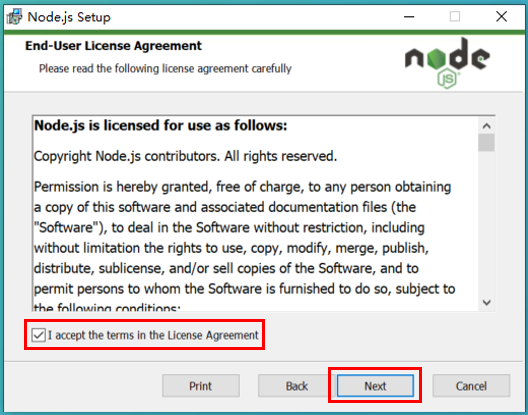 Node.js Setup
End-User License Agreement
Please read the following license agreement carefully
node
JS
Node.js is licensed for use as follows:
Copyright Node.js contributors. All rights reserved.
Permission is hereby granted, free of charge, to any person obtaining
a copy of this software and associated documentation files (the
"Software"), to deal in the Software without restriction, including
without limitation the rights to use, copy, modify, merge, publish,
distribute, sublicense, and/or sell copies of the Software, and to
permit persons to whom the Software is furnished to do so, subject to
the following conditions:
I accept the terms in the License Agreement
Print Back Next Cancel